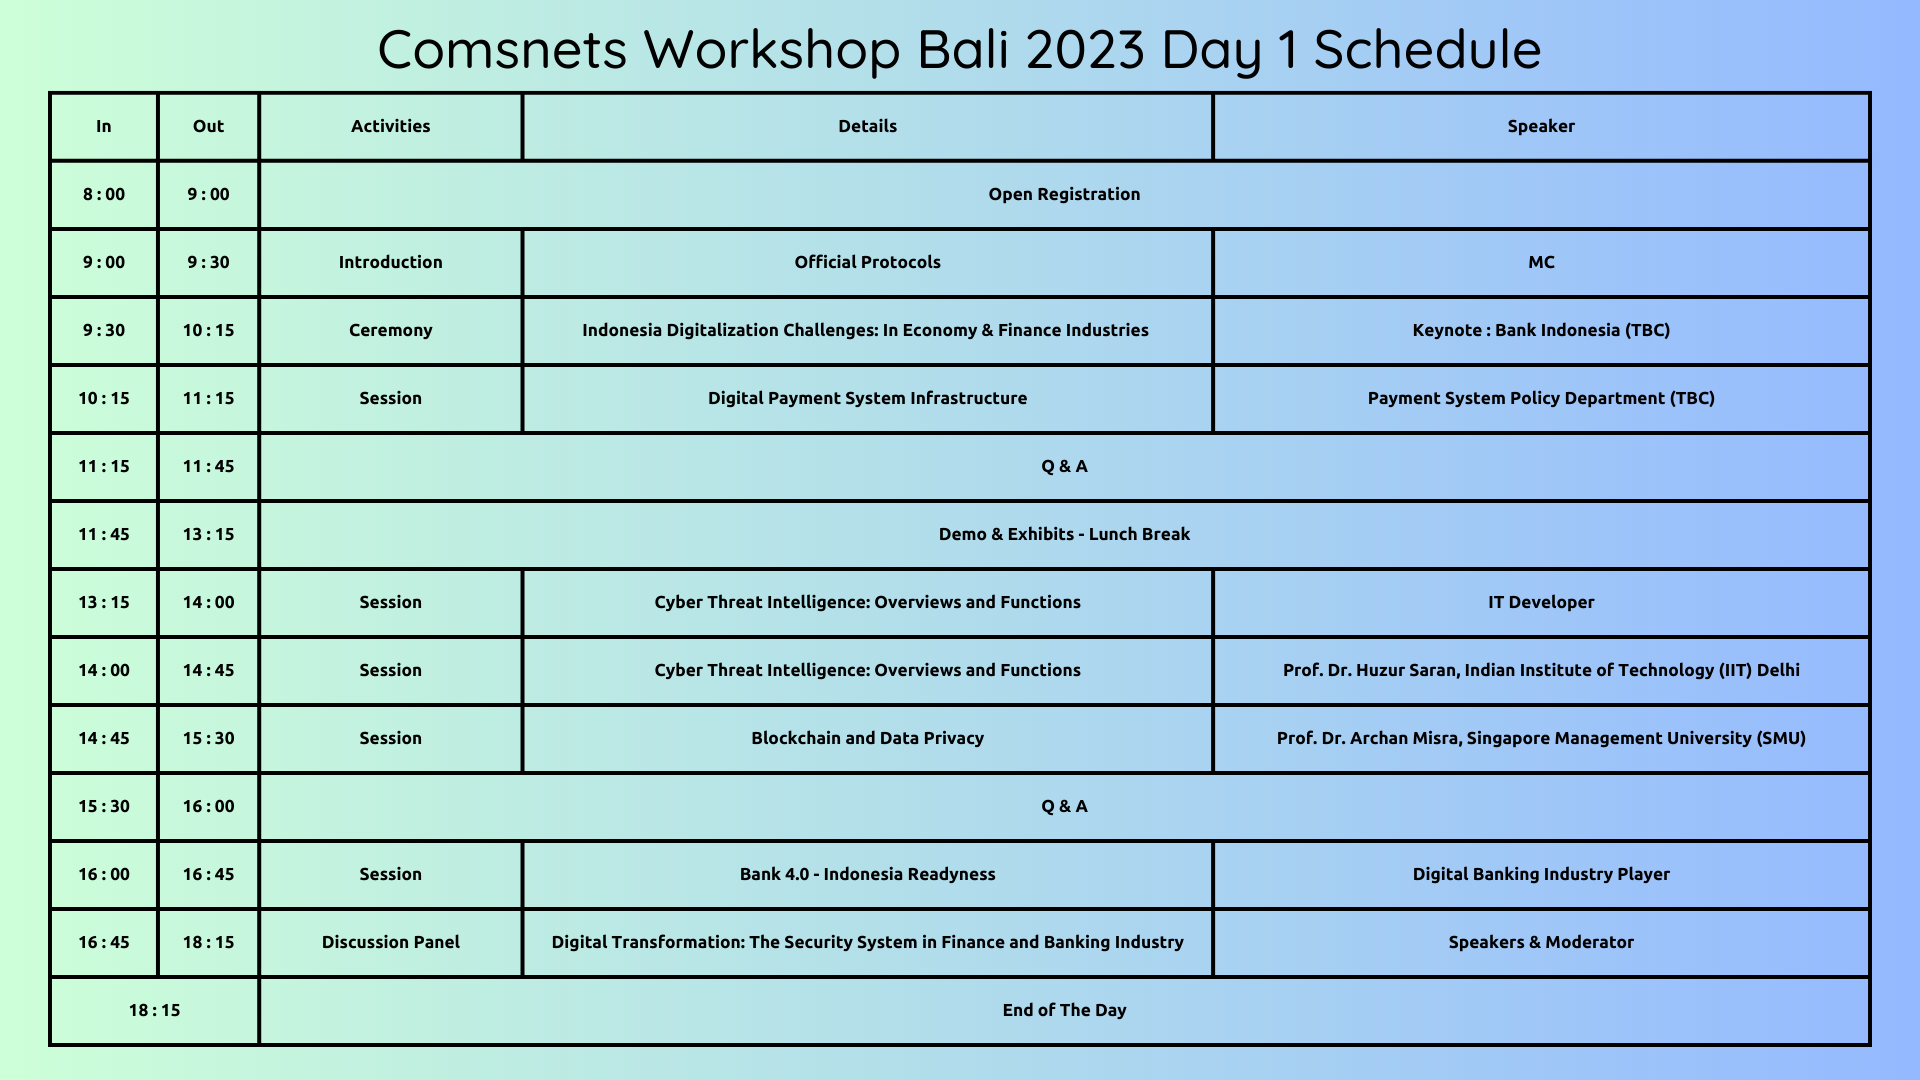 Comsnets Workshop Bali 2023 Day 1 Schedule
In Out Activities Details Speaker
8 : 00 9 : 00 Open Registration
9 : 00 9 : 30 Introduction Official Protocols MC
9 : 30 10 : 15 Ceremony Indonesia Digitalization Challenges: In Economy & Finance Industries Keynote : Bank Indonesia (TBC)
10 : 15 11 : 15 Session Digital Payment System Infrastructure Payment System Policy Department (TBC)
11 : 15 11 : 45 Q & A
11 : 45 13 : 15 Demo & Exhibits - Lunch Break
13 : 15 14 : 00 Session Cyber Threat Intelligence: Overviews and Functions IT Developer
14 : 00 14 : 45 Session Cyber Threat Intelligence: Overviews and Functions Prof. Dr. Huzur Saran, Indian Institute of Technology (IIT) Delhi
14 : 45 15 : 30 Session Blockchain and Data Privacy Prof. Dr. Archan Misra, Singapore Management University (SMU)
15 : 30 16 : 00 Q & A
16 : 00 16 : 45 Session Bank 4.0 - Indonesia Readyness Digital Banking Industry Player
16 : 45 18 : 15 Discussion Panel Digital Transformation: The Security System in Finance and Banking Industry Speakers & Moderator
18 : 15 End of The Day